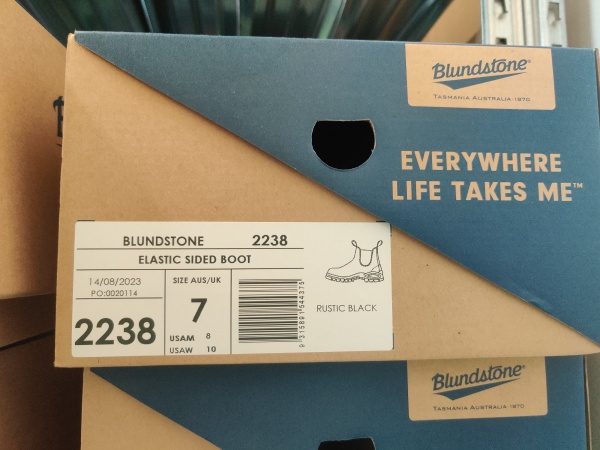 Blundstone®
TASMANIA AUSTRALIA 1870
EVERYWHERE
LIFE TAKES ME™
BLUNDSTONE 2238
ELASTIC SIDED BOOT
14/08/2023
PO:0020114
2238
SIZE AUS/UK
7
USAM 8
USAW 10
9315891544375
RUSTIC BLACK
Blundstone®
TASMANIA AUSTRALIA 1870